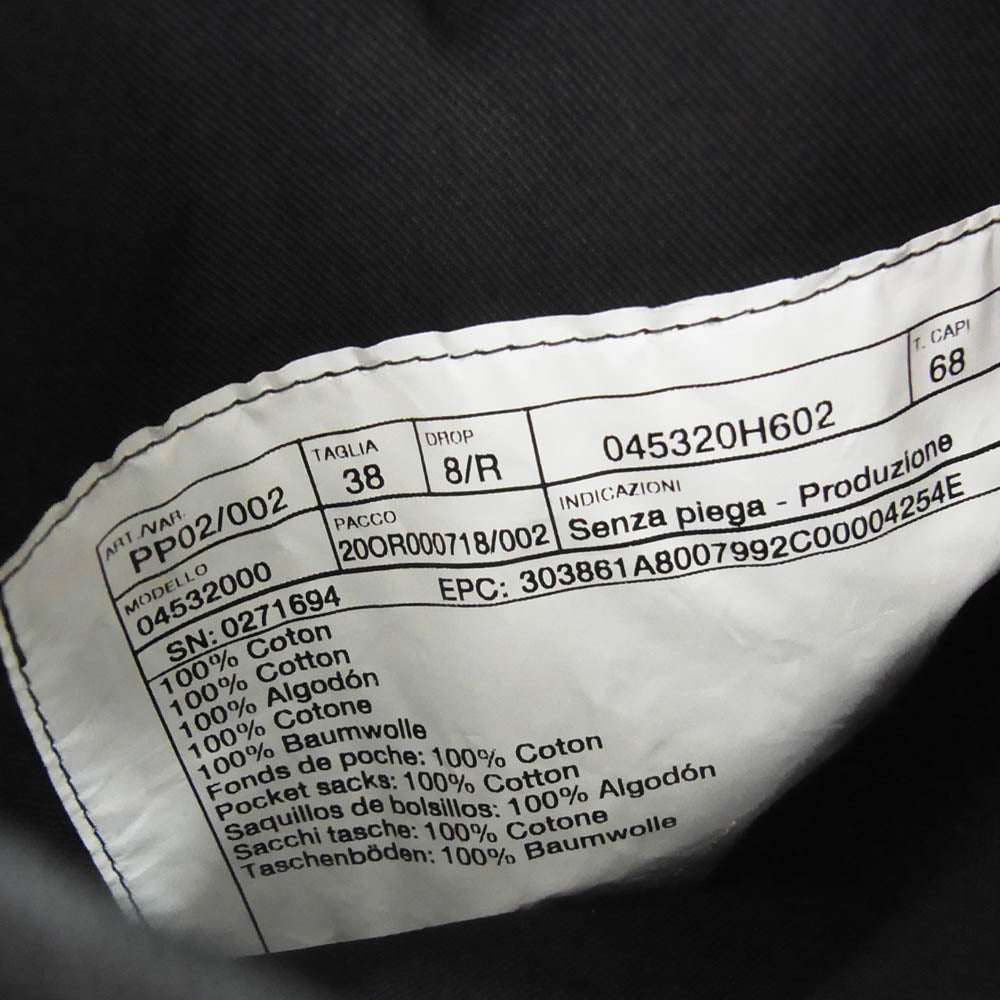 ART./VAR. TAGLIA DROP 045320H602 T. CAPI
PP02/002 38 8/R 68
MODELLO PACCO INDICAZIONI
04532000 20OR000718/002 Senza piega - Produzione
SN: 0271694 EPC: 303861A8007992C00004254E
100% Coton
100% Cotton
100% Algodón
100% Cotone
100% Baumwolle
Fonds de poche: 100% Coton
Pocket sacks: 100% Cotton
Saquillos de bolsillos: 100% Algodón
Sacchi tasche: 100% Cotone
Taschenböden: 100% Baumwolle